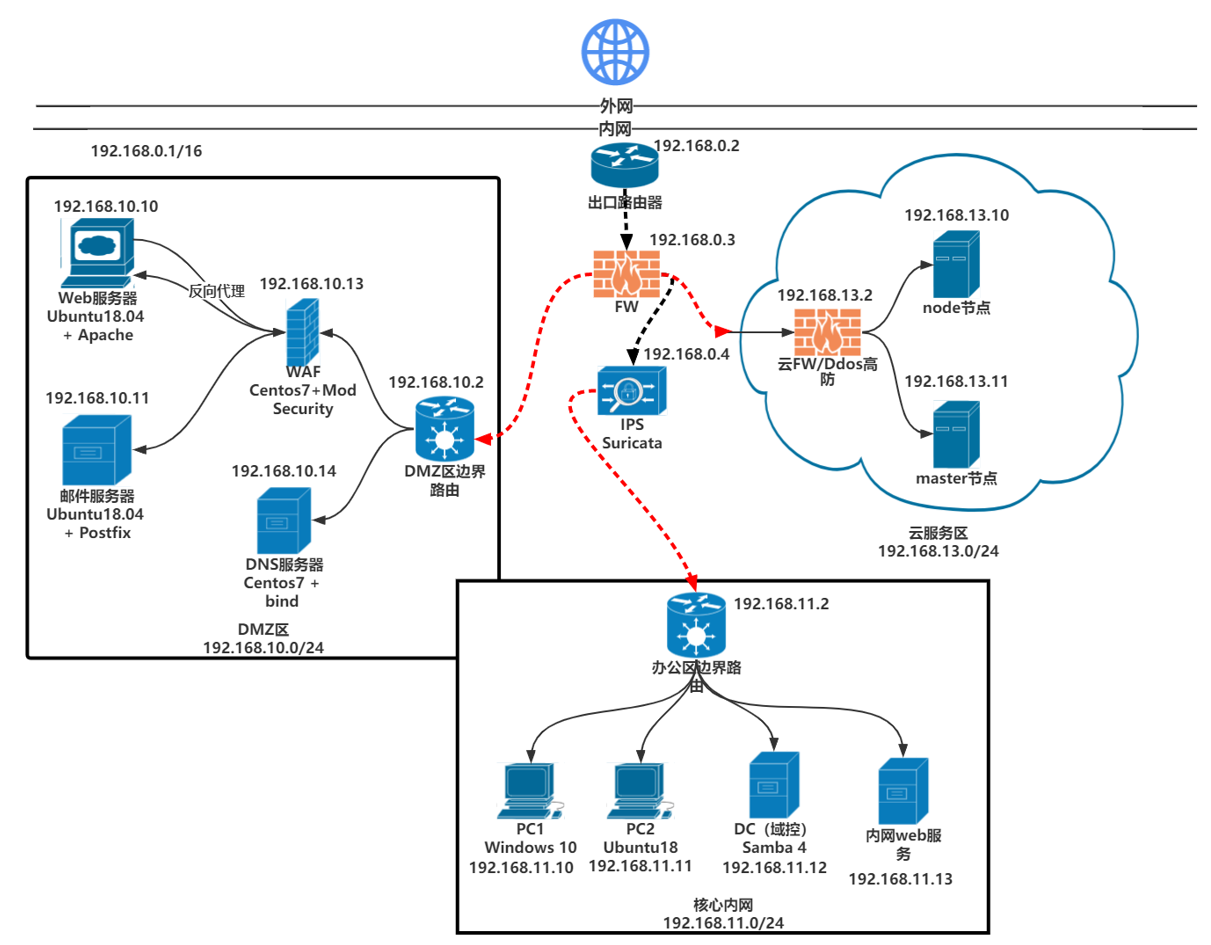 外网
内网
192.168.0.1/16
192.168.0.2
出口路由器
192.168.0.3
FW
192.168.0.4
IPS
Suricata
192.168.10.10
Web服务器
Ubuntu18.04
+ Apache
反向代理
192.168.10.13
WAF
Centos7+Mod
Security
192.168.10.2
DMZ区边界
路由
192.168.10.11
邮件服务器
Ubuntu18.04
+ Postfix
192.168.10.14
DNS服务器
Centos7 +
bind
DMZ区
192.168.10.0/24
192.168.13.10
node节点
192.168.13.2
云FW/Ddos高
防
192.168.13.11
master节点
云服务区
192.168.13.0/24
192.168.11.2
办公区边界路
由
PC1
Windows 10
192.168.11.10
PC2
Ubuntu18
192.168.11.11
DC（域控）
Samba 4
192.168.11.12
内网web服
务
192.168.11.13
核心内网
192.168.11.0/24